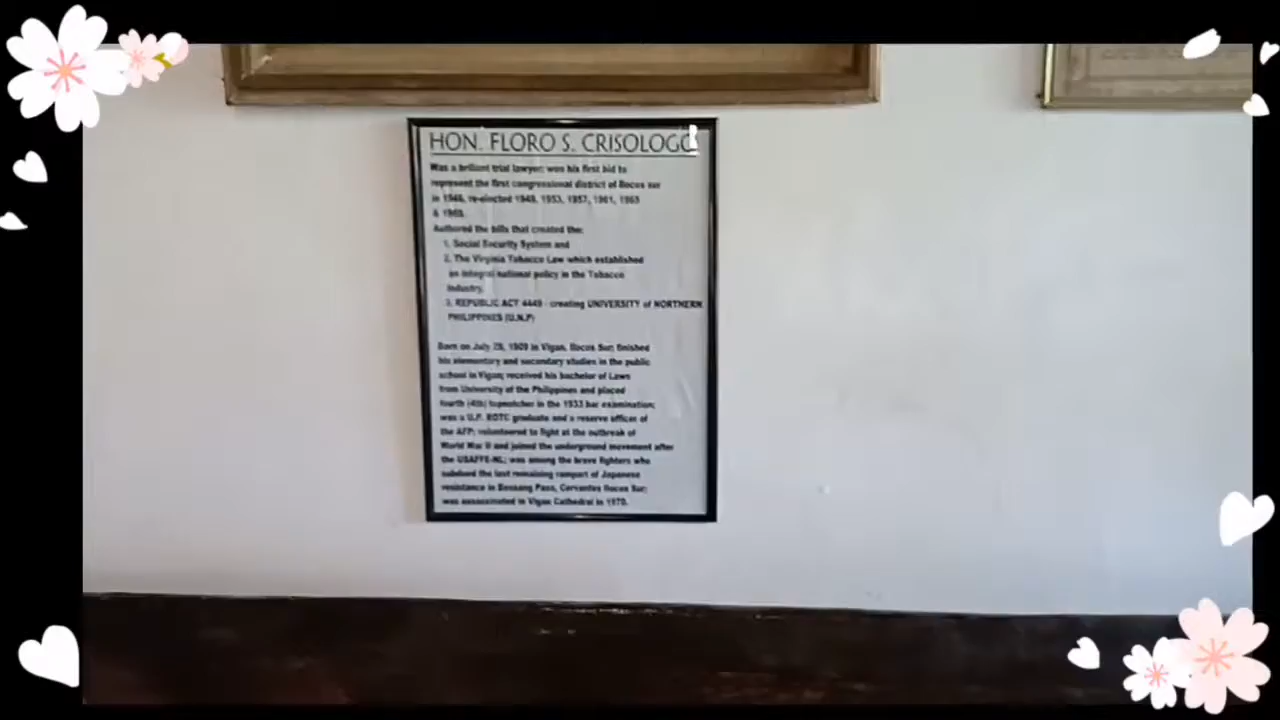 HON. FLORO S. CRISOLOGO
Was a brilliant trial lawyer; won his first bid to
represent the first congressional district of Ilocos sur
in 1946, re-elected 1949, 1953, 1957, 1961, 1965
& 1969.
Authored the bills that created the:
1. Social Security System and
2. The Virginia Tobacco Law which established
an integral national policy in the Tobacco
Industry.
3. REPUBLIC ACT 4449 - creating UNIVERSITY of NORTHERN
PHILIPPINES (U.N.P)
Born on July 29, 1909 in Vigan, Ilocos Sur; finished
his elementary and secondary studies in the public
school in Vigan; received his bachelor of Laws
from University of the Philippines and placed
fourth (4th) topnotcher in the 1933 bar examination;
was a U.P. ROTC graduate and a reserve officer of
the AFP; volunteered to fight at the outbreak of
World War II and joined the underground movement after
the USAFFE-NL; was among the brave fighters who
subdued the last remaining rampart of Japanese
resistance in Bessang Pass, Cervantes Ilocos Sur;
was assassinated in Vigan Cathedral in 1970.